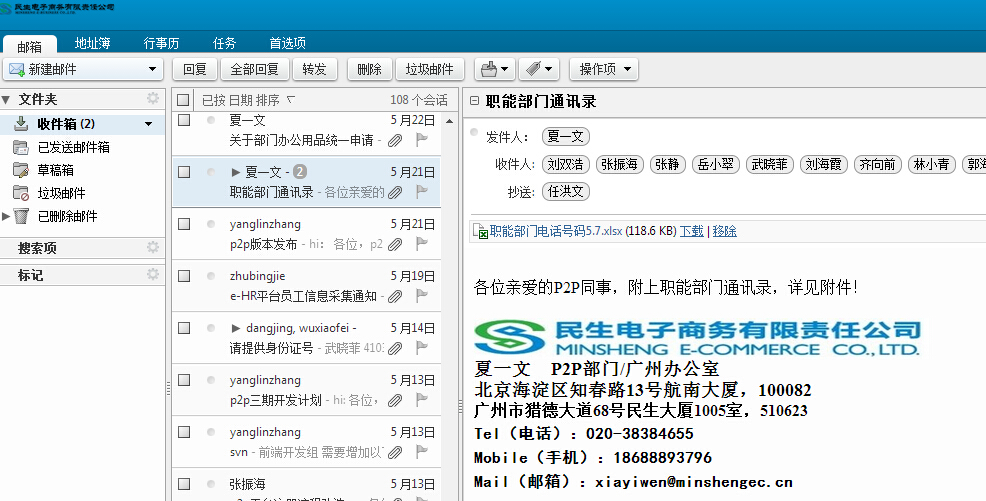 民生电子商务有限责任公司
MINSHENG E-COMMERCE CO.,LTD.
邮箱 地址簿 行事历 任务 首选项
新建邮件 回复 全部回复 转发 删除 垃圾邮件 操作项
文件夹
收件箱 (2)
已发送邮件箱
草稿箱
垃圾邮件
已删除邮件
搜索项
标记
已按 日期 排序 108 个会话
夏一文 5 月22日
关于部门办公用品统一申请 -
夏一文 - 2 5 月21日
职能部门通讯录 - 各位亲爱的
yanglinzhang 5 月21日
p2p版本发布 - hi： 各位，p2
zhubingjie 5 月19日
e-HR平台员工信息采集通知 -
dangjing, wuxiaofei - 5 月14日
请提供身份证号 - 武晓菲 410
yanglinzhang 5 月13日
p2p三期开发计划 - hi: 各位，
yanglinzhang 5 月13日
svn - 前端开发组 需要增加以
张振海 5 月13日
职能部门通讯录
发件人： 夏一文
收件人： 刘双浩 张振海 张静 岳小翠 武晓菲 刘海霞 齐向前 林小青 郭海
抄送： 任洪文
职能部门电话号码5.7.xlsx (118.6 KB) 下载 | 移除
各位亲爱的P2P同事，附上职能部门通讯录，详见附件！
民生电子商务有限责任公司
MINSHENG E-COMMERCE CO.,LTD.
夏一文 P2P部门/广州办公室
北京海淀区知春路13号航南大厦，100082
广州市猎德大道68号民生大厦1005室，510623
Tel（电话）：020-38384655
Mobile（手机）：18688893796
Mail（邮箱）：xiayiwen@minshengec.cn